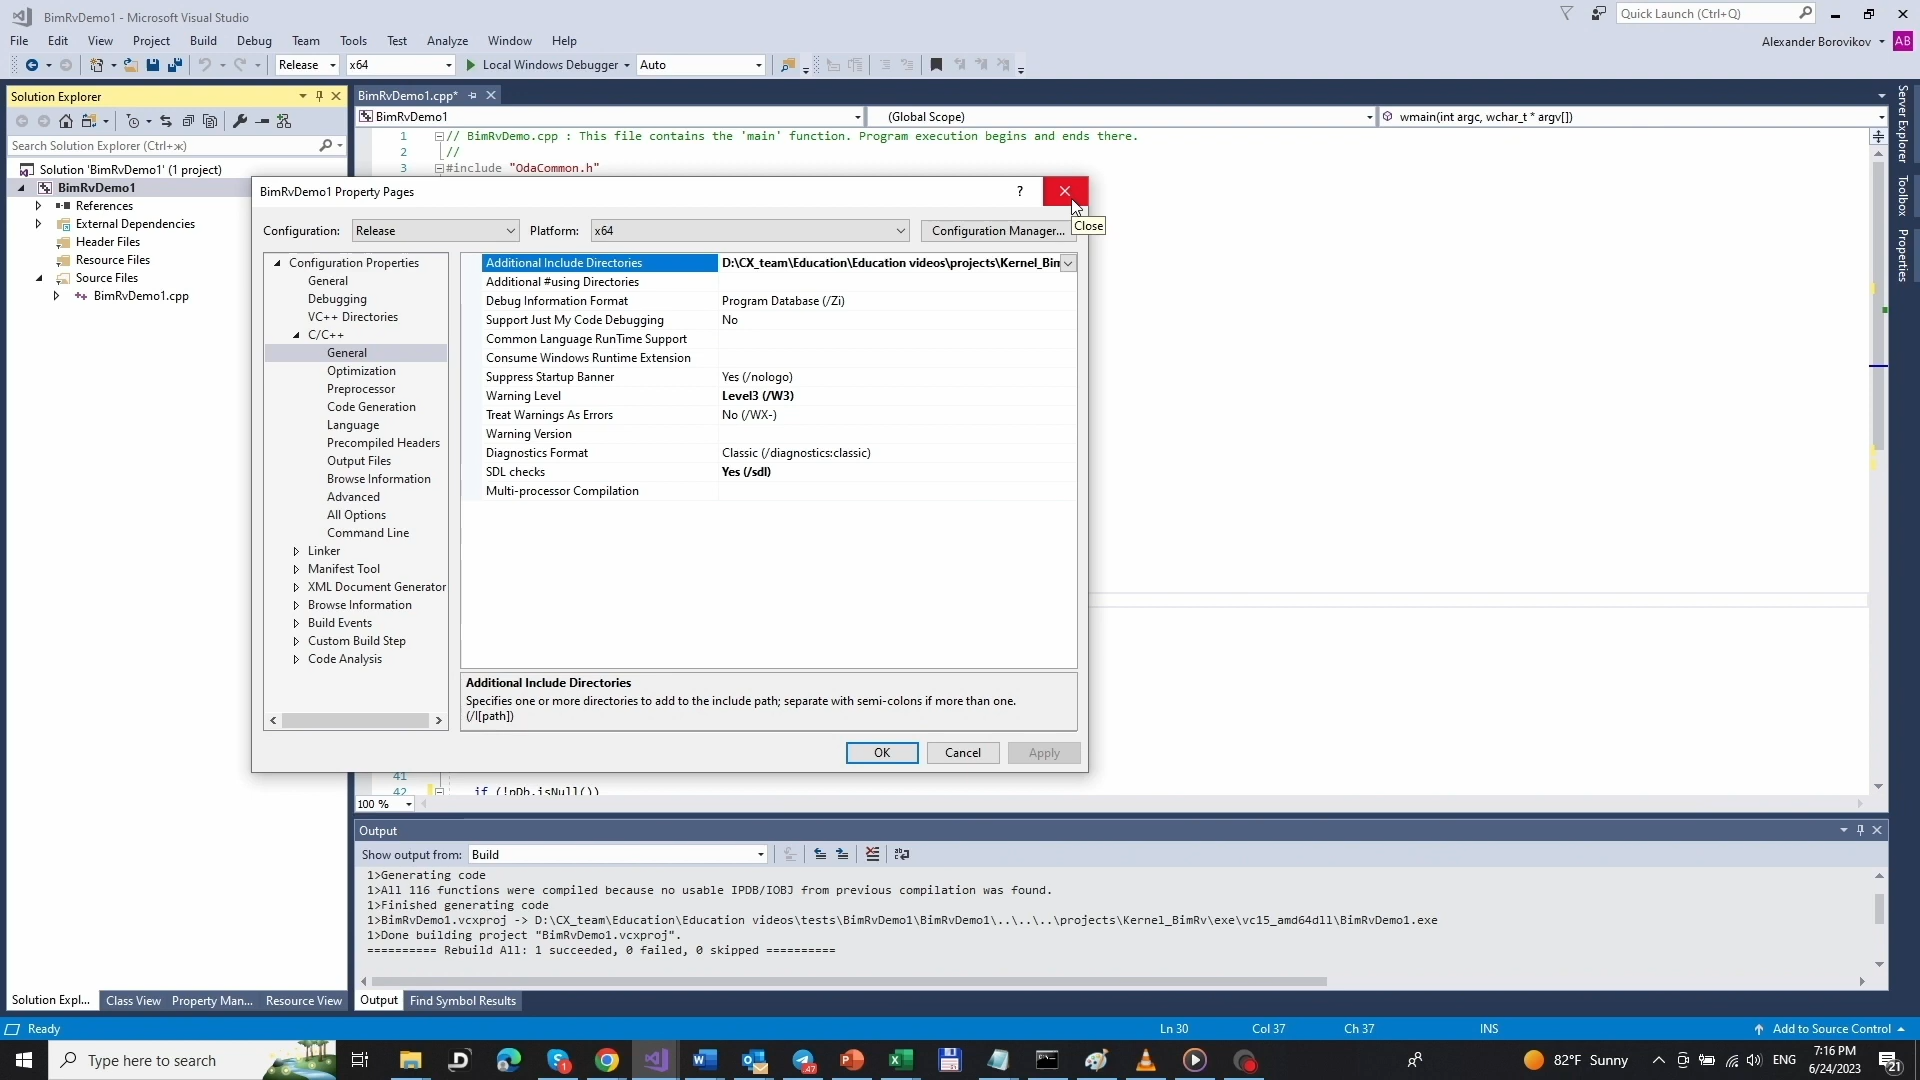 BimRvDemo1 - Microsoft Visual Studio
Quick Launch (Ctrl+Q)
File Edit View Project Build Debug Team Tools Test Analyze Window Help
Alexander Borovikov AB
Release x64 Local Windows Debugger Auto
Solution Explorer
Search Solution Explorer (Ctrl+ж)
Solution 'BimRvDemo1' (1 project)
BimRvDemo1
References
External Dependencies
Header Files
Resource Files
Source Files
BimRvDemo1.cpp
BimRvDemo1.cpp*
BimRvDemo1 (Global Scope) wmain(int argc, wchar_t * argv[])
1 // BimRvDemo.cpp : This file contains the 'main' function. Program execution begins and ends there.
2 //
3 #include "OdaCommon.h"
BimRvDemo1 Property Pages ?
Close
Configuration: Release Platform: x64 Configuration Manager...
Configuration Properties
General
Debugging
VC++ Directories
C/C++
General
Optimization
Preprocessor
Code Generation
Language
Precompiled Headers
Output Files
Browse Information
Advanced
All Options
Command Line
Linker
Manifest Tool
XML Document Generator
Browse Information
Build Events
Custom Build Step
Code Analysis
Additional Include Directories D:\CX_team\Education\Education videos\projects\Kernel_Bim
Additional #using Directories
Debug Information Format Program Database (/Zi)
Support Just My Code Debugging No
Common Language RunTime Support
Consume Windows Runtime Extension
Suppress Startup Banner Yes (/nologo)
Warning Level Level3 (/W3)
Treat Warnings As Errors No (/WX-)
Warning Version
Diagnostics Format Classic (/diagnostics:classic)
SDL checks Yes (/sdl)
Multi-processor Compilation
Additional Include Directories
Specifies one or more directories to add to the include path; separate with semi-colons if more than one.
(/I[path])
OK Cancel Apply
41
42 if (!pDb.isNull())
100 %
Output
Show output from: Build
1>Generating code
1>All 116 functions were compiled because no usable IPDB/IOBJ from previous compilation was found.
1>Finished generating code
1>BimRvDemo1.vcxproj -> D:\CX_team\Education\Education videos\tests\BimRvDemo1\BimRvDemo1\..\..\..\projects\Kernel_BimRv\exe\vc15_amd64dll\BimRvDemo1.exe
1>Done building project "BimRvDemo1.vcxproj".
========== Rebuild All: 1 succeeded, 0 failed, 0 skipped ==========
Solution Expl... Class View Property Man... Resource View
Output Find Symbol Results
Server Explorer
Toolbox
Properties
Ready Ln 30 Col 37 Ch 37 INS Add to Source Control
Type here to search
1
47
82°F Sunny
ENG
7:16 PM
6/24/2023
21